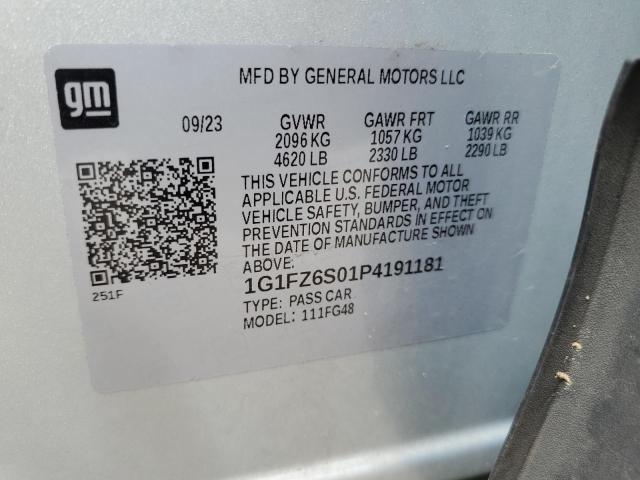 gm
MFD BY GENERAL MOTORS LLC
09/23 GVWR GAWR FRT GAWR RR
2096 KG 1057 KG 1039 KG
4620 LB 2330 LB 2290 LB
THIS VEHICLE CONFORMS TO ALL
APPLICABLE U.S. FEDERAL MOTOR
VEHICLE SAFETY, BUMPER, AND THEFT
PREVENTION STANDARDS IN EFFECT ON
THE DATE OF MANUFACTURE SHOWN
ABOVE:
1G1FZ6S01P4191181
251F
TYPE: PASS CAR
MODEL: 111FG48